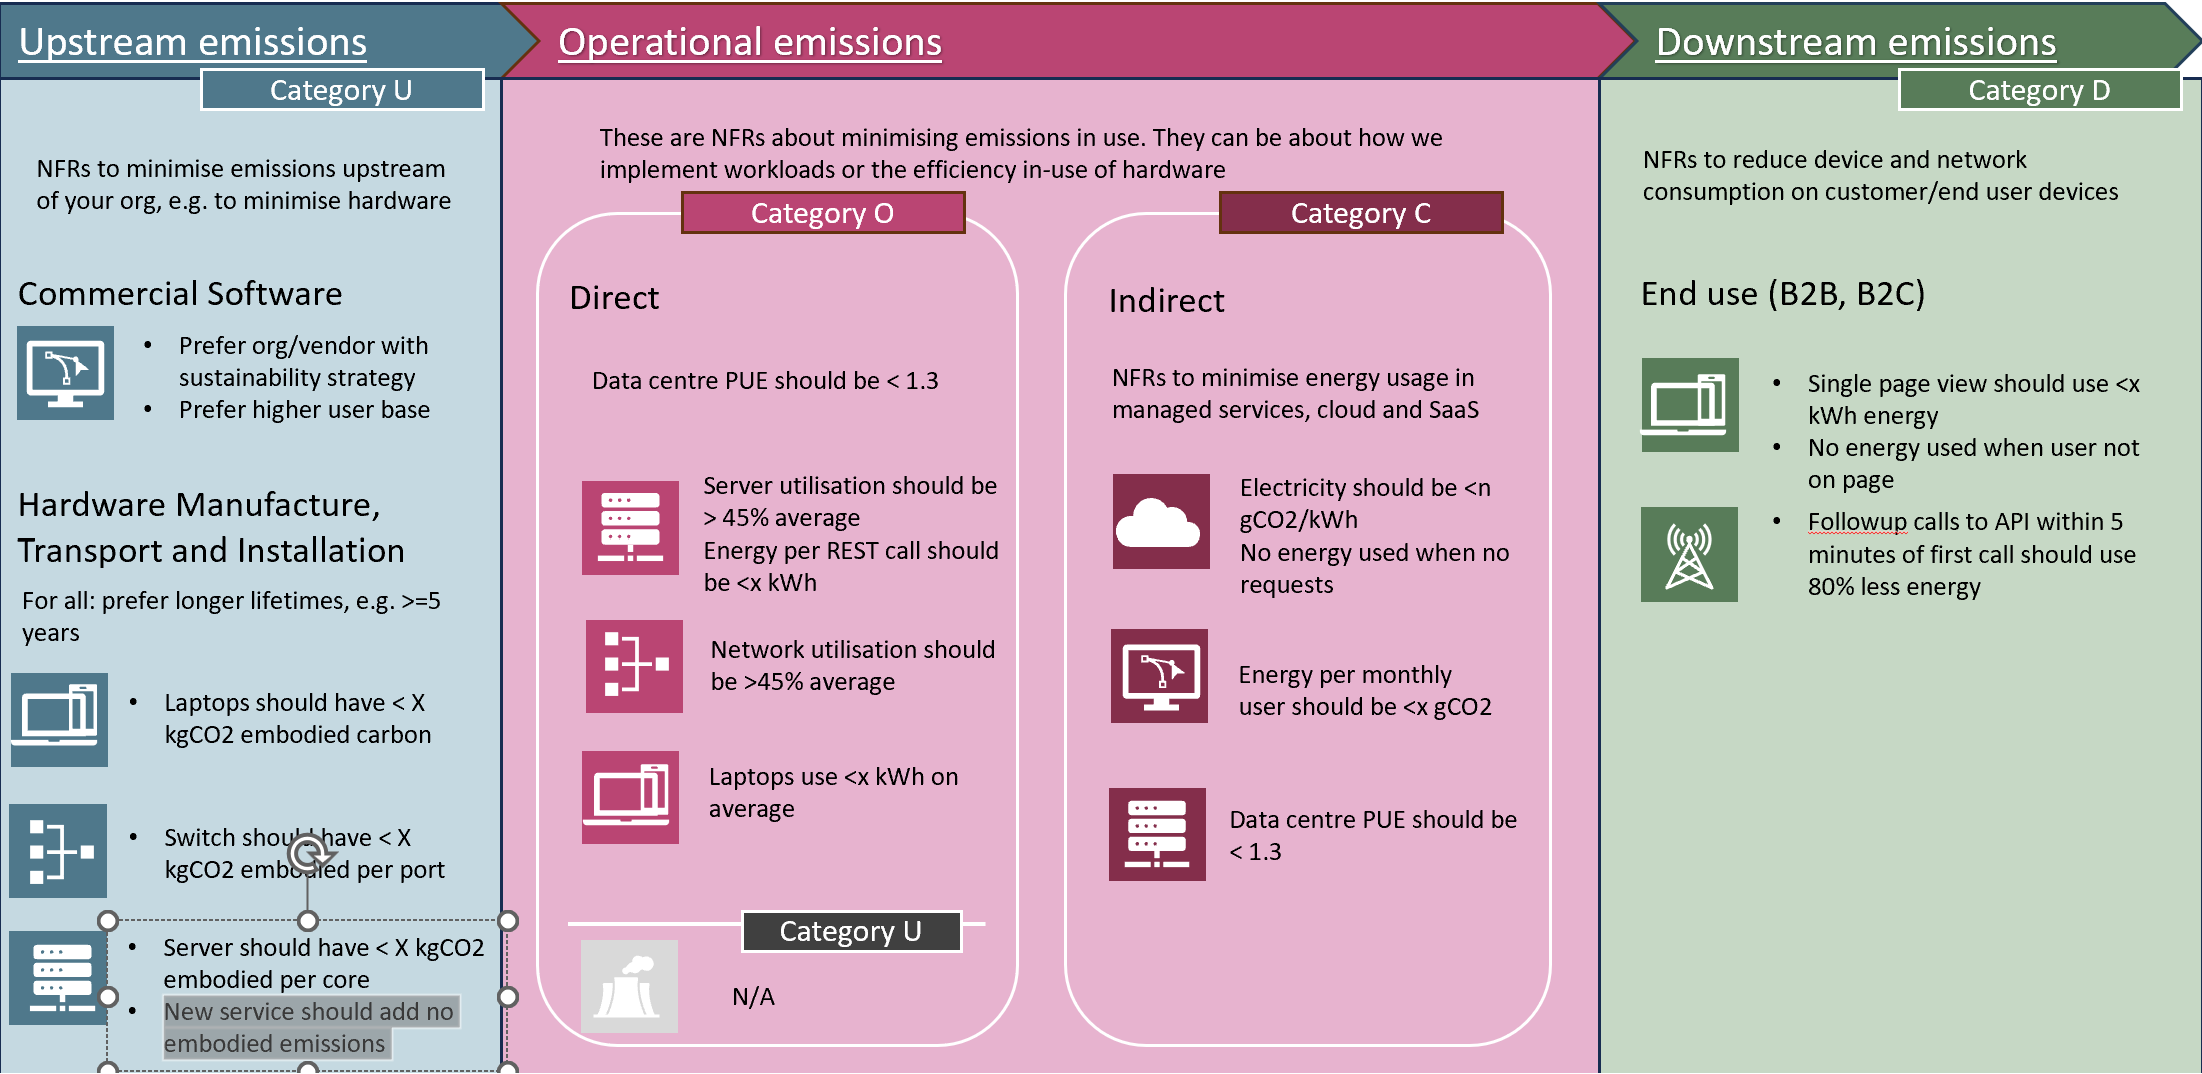 Upstream emissions
Category U
NFRs to minimise emissions upstream
of your org, e.g. to minimise hardware
Commercial Software
• Prefer org/vendor with
sustainability strategy
• Prefer higher user base
Hardware Manufacture,
Transport and Installation
For all: prefer longer lifetimes, e.g. >=5
years
• Laptops should have < X
kgCO2 embodied carbon
• Switch should have < X
kgCO2 embodied per port
• Server should have < X kgCO2
embodied per core
• New service should add no
embodied emissions
Operational emissions
These are NFRs about minimising emissions in use. They can be about how we
implement workloads or the efficiency in-use of hardware
Category O
Direct
Data centre PUE should be < 1.3
Server utilisation should be
> 45% average
Energy per REST call should
be <x kWh
Network utilisation should
be >45% average
Laptops use <x kWh on
average
Category U
N/A
Category C
Indirect
NFRs to minimise energy usage in
managed services, cloud and SaaS
Electricity should be <n
gCO2/kWh
No energy used when no
requests
Energy per monthly
user should be <x gCO2
Data centre PUE should be
< 1.3
Downstream emissions
Category D
NFRs to reduce device and network
consumption on customer/end user devices
End use (B2B, B2C)
• Single page view should use <x
kWh energy
• No energy used when user not
on page
• Followup calls to API within 5
minutes of first call should use
80% less energy